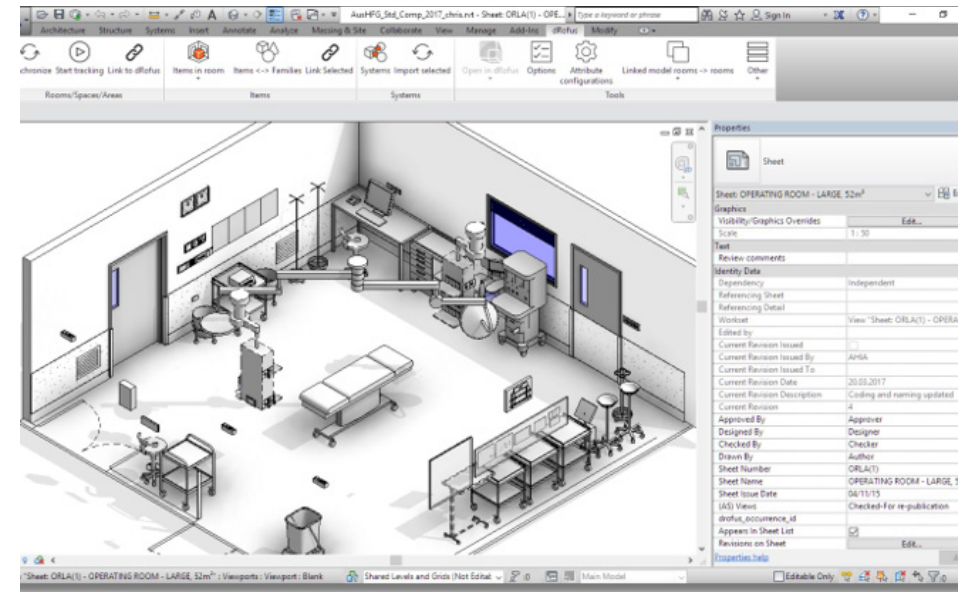 AusHFG_Std_Comp_2017_chris.rvt - Sheet: ORLA(1) - OPE... Type a keyword or phrase Sign In
Architecture Structure Systems Insert Annotate Analyze Massing & Site Collaborate View Manage Add-Ins dRofus Modify
chronize Start tracking Link to dRofus Items in room Items <-> Families Link Selected Systems Import selected Open in dRofus Options Attribute configurations Linked model rooms -> rooms Other
Rooms/Spaces/Areas Items Systems Tools
Properties
Sheet
Sheet: OPERATING ROOM - LARGE, 52m²
Graphics
Visibility/Graphics Overrides Edit...
Scale 1 : 50
Text
Review comments
Identity Data
Dependency Independent
Referencing Sheet
Referencing Detail
Workset View "Sheet: ORLA(1) - OPERA
Edited by
Current Revision Issued
Current Revision Issued By AHIA
Current Revision Issued To
Current Revision Date 20.03.2017
Current Revision Description Coding and naming updated
Current Revision 4
Approved By Approver
Designed By Designer
Checked By Checker
Drawn By Author
Sheet Number ORLA(1)
Sheet Name OPERATING ROOM - LARGE, 5
Sheet Issue Date 04/11/15
(AS) Views Checked-For re-publication
drofus_occurrence_id
Appears In Sheet List
Revisions on Sheet Edit...
Properties help
"Sheet: ORLA(1) - OPERATING ROOM - LARGE, 52m² : Viewports : Viewport : Blank Shared Levels and Grids (Not Editab :0 Main Model Editable Only :0